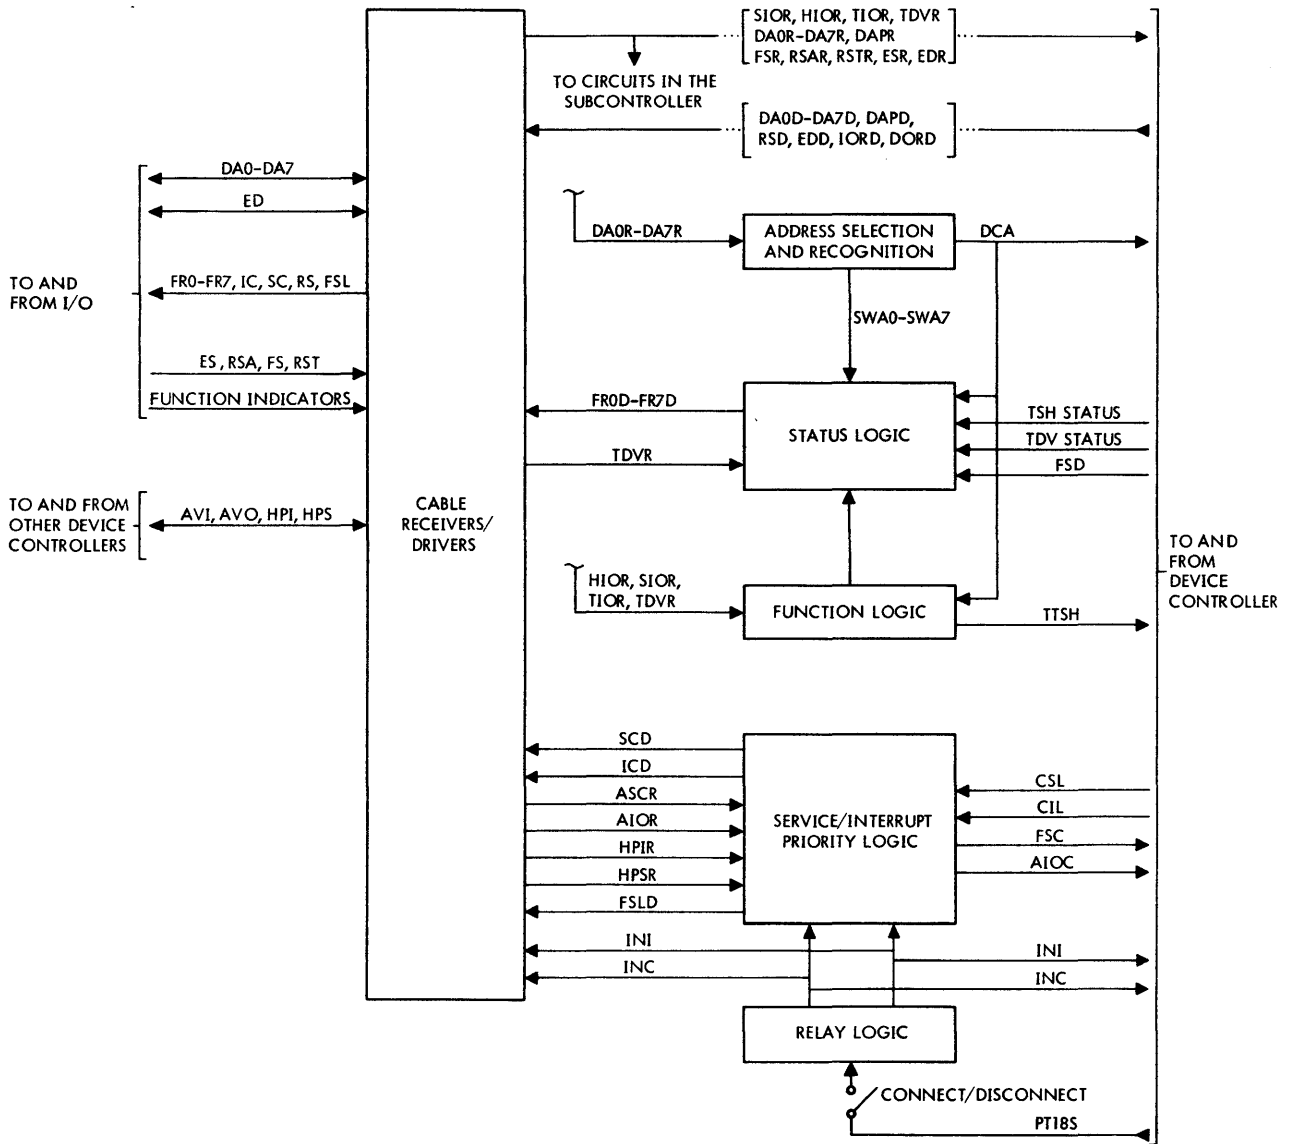 SIOR, HIOR, TIOR, TDVR
DA0R-DA7R, DAPR
FSR, RSAR, RSTR, ESR, EDR
TO CIRCUITS IN THE
SUBCONTROLLER
DA0D-DA7D, DAPD,
RSD, EDD, IORD, DORD
DA0-DA7
ED
TO AND
FROM I/O
FR0-FR7, IC, SC, RS, FSL
ES, RSA, FS, RST
FUNCTION INDICATORS
DA0R-DA7R
ADDRESS SELECTION
AND RECOGNITION
DCA
SWA0-SWA7
FR0D-FR7D
TDVR
STATUS LOGIC
TSH STATUS
TDV STATUS
FSD
TO AND FROM
OTHER DEVICE
CONTROLLERS
AVI, AVO, HPI, HPS
CABLE
RECEIVERS/
DRIVERS
TO AND
FROM
DEVICE
CONTROLLER
HIOR, SIOR,
TIOR, TDVR
FUNCTION LOGIC
TTSH
SCD
ICD
ASCR
AIOR
HPIR
HPSR
FSLD
INI
INC
SERVICE/INTERRUPT
PRIORITY LOGIC
CSL
CIL
FSC
AIOC
INI
INC
RELAY LOGIC
CONNECT/DISCONNECT
PT18S